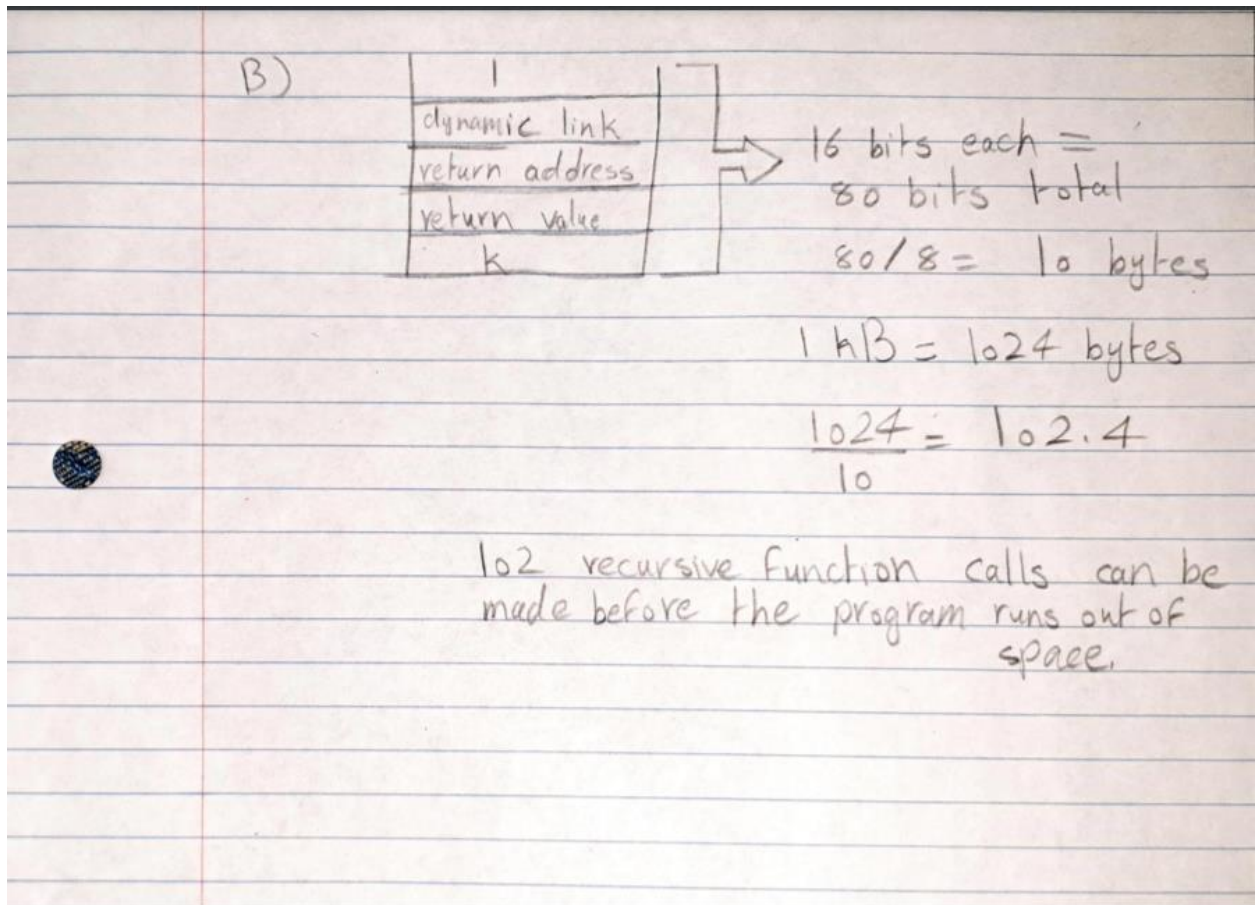 B)
l
dynamic link
return address
return value
k
16 bits each =
80 bits total
80/8 = 10 bytes
1 kB = 1024 bytes
1024 = 102.4
10
102 recursive function calls can be
made before the program runs out of
space.